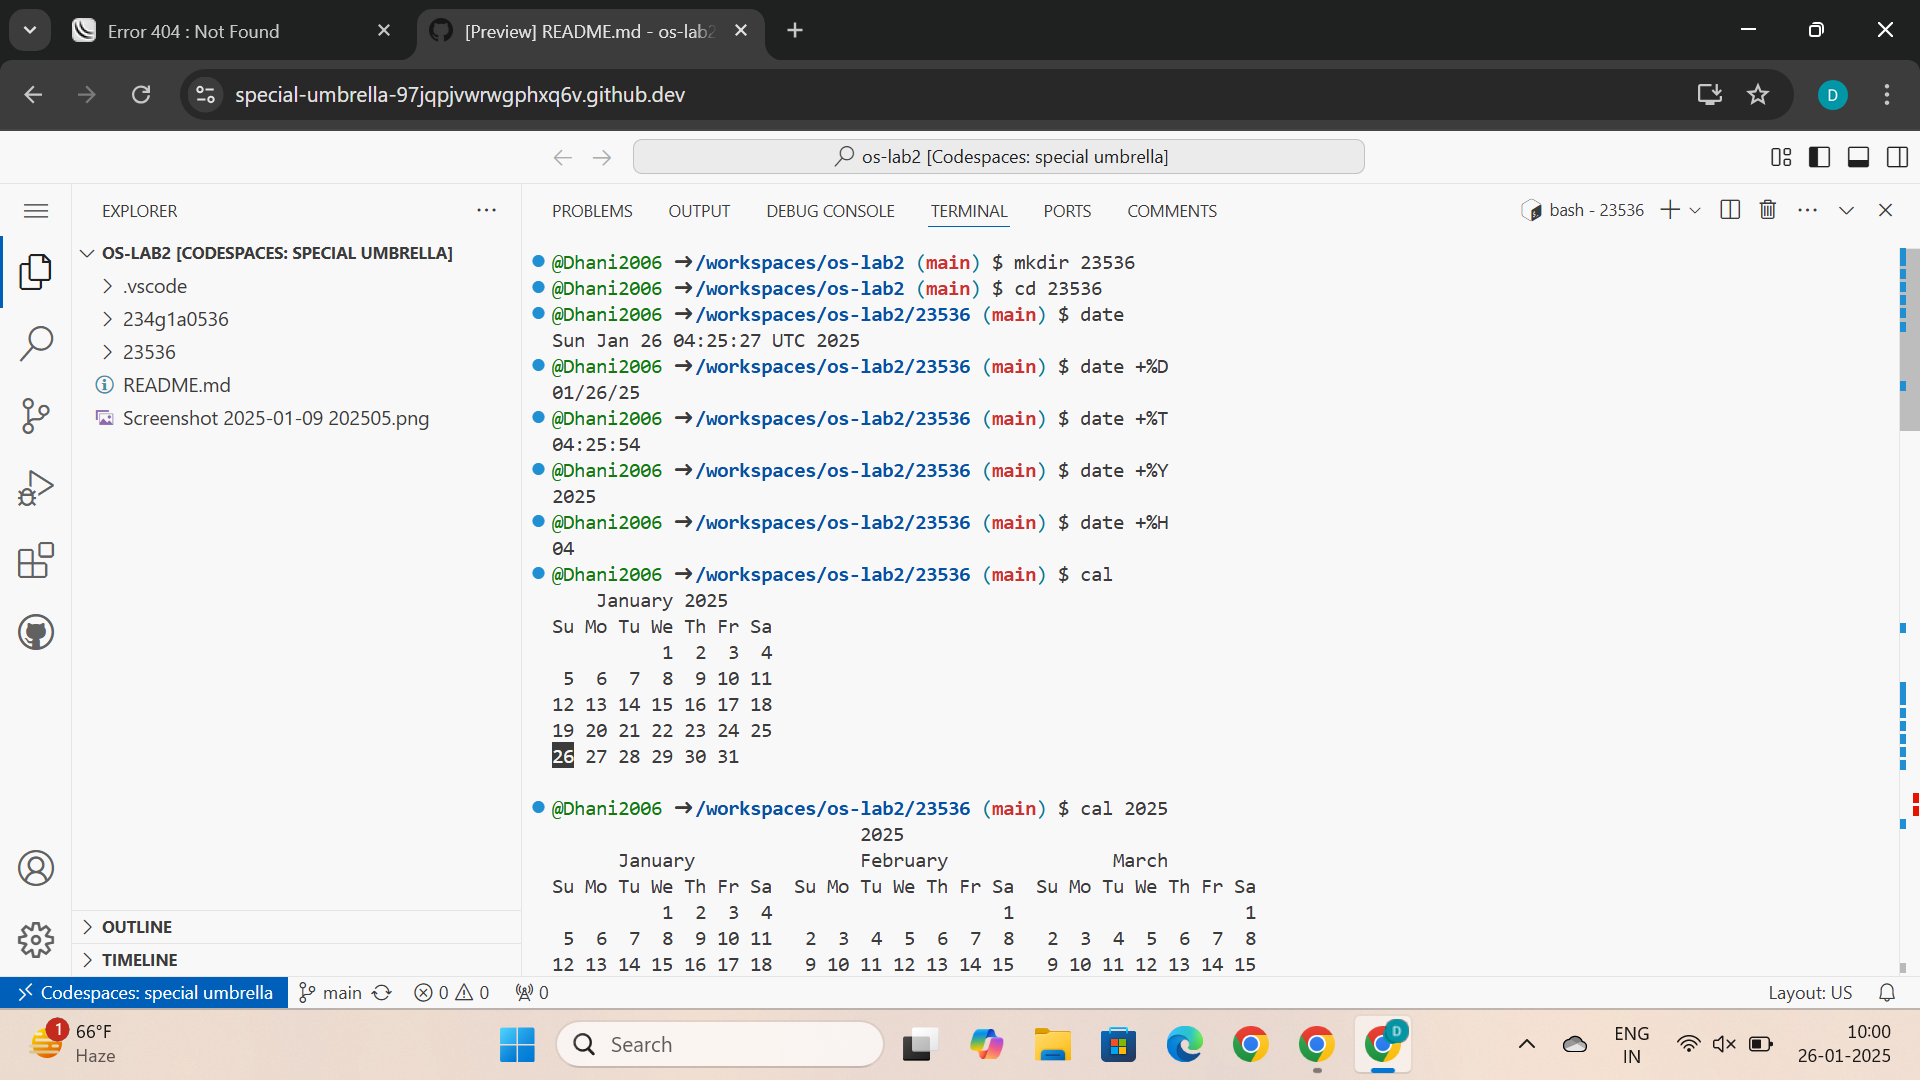 Error 404 : Not Found
[Preview] README.md - os-lab2
special-umbrella-97jqpjvwrwgphxq6v.github.dev
D
os-lab2 [Codespaces: special umbrella]
EXPLORER
OS-LAB2 [CODESPACES: SPECIAL UMBRELLA]
.vscode
234g1a0536
23536
README.md
Screenshot 2025-01-09 202505.png
OUTLINE
TIMELINE
PROBLEMS OUTPUT DEBUG CONSOLE TERMINAL PORTS COMMENTS
bash - 23536
@Dhani2006 ➜/workspaces/os-lab2 (main) $ mkdir 23536
@Dhani2006 ➜/workspaces/os-lab2 (main) $ cd 23536
@Dhani2006 ➜/workspaces/os-lab2/23536 (main) $ date
Sun Jan 26 04:25:27 UTC 2025
@Dhani2006 ➜/workspaces/os-lab2/23536 (main) $ date +%D
01/26/25
@Dhani2006 ➜/workspaces/os-lab2/23536 (main) $ date +%T
04:25:54
@Dhani2006 ➜/workspaces/os-lab2/23536 (main) $ date +%Y
2025
@Dhani2006 ➜/workspaces/os-lab2/23536 (main) $ date +%H
04
@Dhani2006 ➜/workspaces/os-lab2/23536 (main) $ cal
January 2025
Su Mo Tu We Th Fr Sa
1 2 3 4
5 6 7 8 9 10 11
12 13 14 15 16 17 18
19 20 21 22 23 24 25
26 27 28 29 30 31
@Dhani2006 ➜/workspaces/os-lab2/23536 (main) $ cal 2025
2025
January February March
Su Mo Tu We Th Fr Sa Su Mo Tu We Th Fr Sa Su Mo Tu We Th Fr Sa
1 2 3 4 1 1
5 6 7 8 9 10 11 2 3 4 5 6 7 8 2 3 4 5 6 7 8
12 13 14 15 16 17 18 9 10 11 12 13 14 15 9 10 11 12 13 14 15
Codespaces: special umbrella main 0 0 0 Layout: US
1 66°F
Haze
Search
D
ENG
IN
10:00
26-01-2025